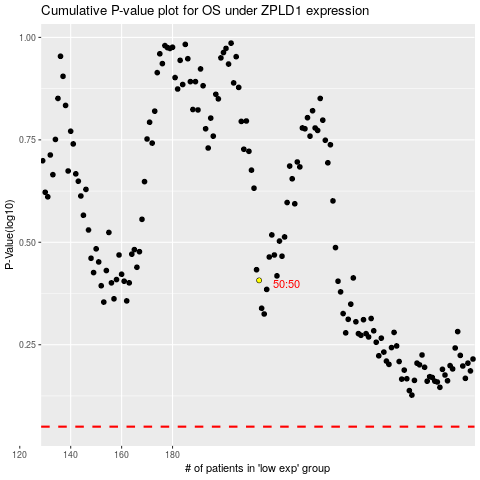 Cumulative P-value plot for OS under ZPLD1 expression
P-Value(log10)
1.00
0.75
0.50
0.25
50:50
120 140 160 180
# of patients in 'low exp' group